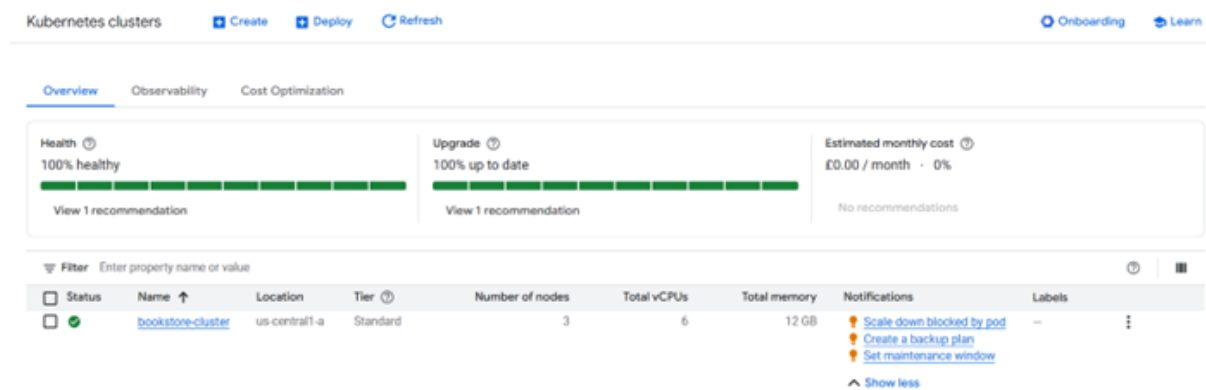 Kubernetes clusters Create Deploy Refresh Onboarding Learn
Overview Observability Cost Optimization
Health Upgrade Estimated monthly cost
100% healthy 100% up to date £0.00 / month · 0%
View 1 recommendation View 1 recommendation No recommendations
Filter Enter property name or value
Status Name Location Tier Number of nodes Total vCPUs Total memory Notifications Labels
bookstore-cluster us-central1-a Standard 3 6 12 GB Scale down blocked by pod –
Create a backup plan
Set maintenance window
Show less